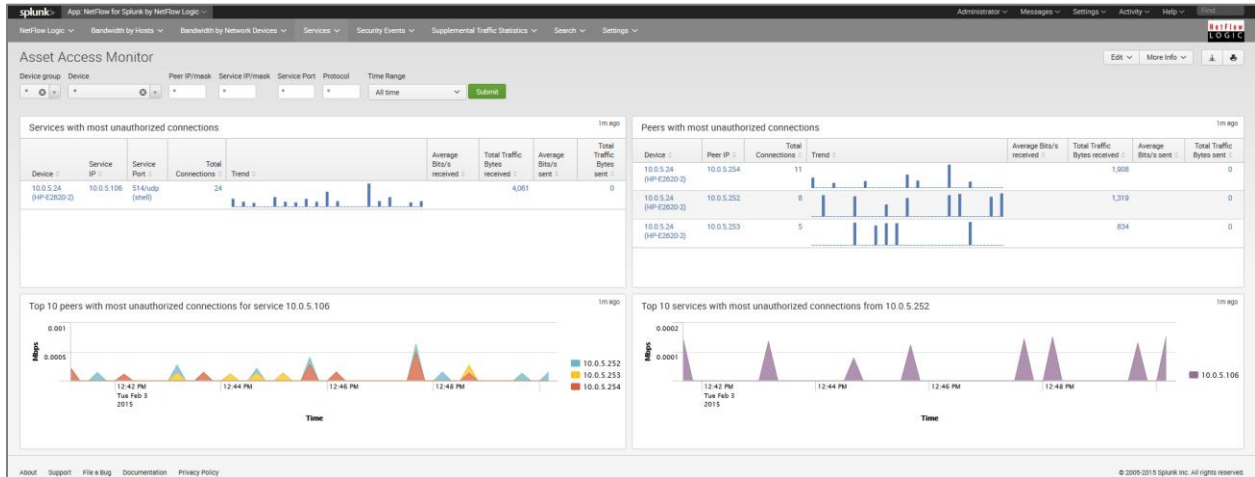 splunk> App: NetFlow for Splunk by NetFlow Logic Administrator Messages Settings Activity Help Find
NetFlow Logic Bandwidth by Hosts Bandwidth by Network Devices Services Security Events Supplemental Traffic Statistics Search Settings NetFlow LOGIC
Asset Access Monitor Edit More Info
Device group Device Peer IP/mask Service IP/mask Service Port Protocol Time Range
* * * * * * All time Submit
Services with most unauthorized connections 1m ago
Device Service IP Service Port Total Connections Trend Average Bits/s received Total Traffic Bytes received Average Bits/s sent Total Traffic Bytes sent
10.0.5.24 (HP-E2620-2) 10.0.5.106 514/udp (shell) 24 4,061 0
Peers with most unauthorized connections 1m ago
Device Peer IP Total Connections Trend Average Bits/s received Total Traffic Bytes received Average Bits/s sent Total Traffic Bytes sent
10.0.5.24 (HP-E2620-2) 10.0.5.254 11 1,908 0
10.0.5.24 (HP-E2620-2) 10.0.5.252 8 1,319 0
10.0.5.24 (HP-E2620-2) 10.0.5.253 5 834 0
Top 10 peers with most unauthorized connections for service 10.0.5.106 1m ago
0.001
0.0005
Mbps
10.0.5.252
10.0.5.253
10.0.5.254
12:42 PM 12:44 PM 12:46 PM 12:48 PM
Tue Feb 3
2015
Time
Top 10 services with most unauthorized connections from 10.0.5.252 1m ago
0.0002
0.0001
Mbps
10.0.5.106
12:42 PM 12:44 PM 12:46 PM 12:48 PM
Tue Feb 3
2015
Time
About Support File a Bug Documentation Privacy Policy © 2005-2015 Splunk Inc. All rights reserved.